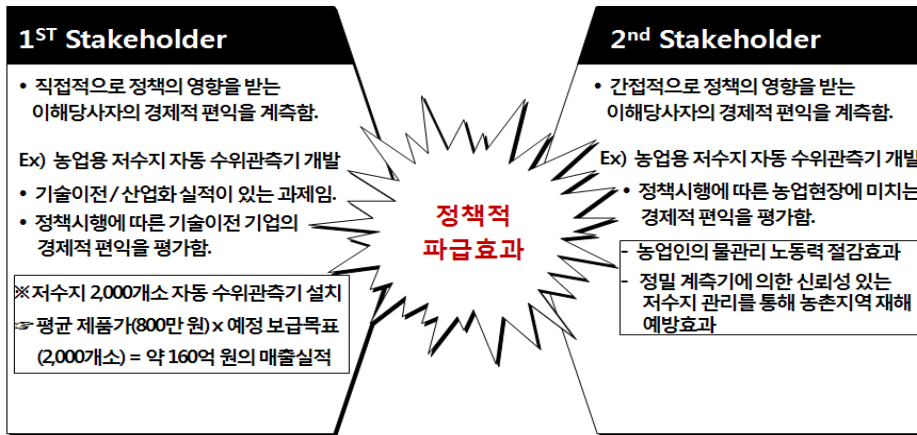 1ST Stakeholder
• 직접적으로 정책의 영향을 받는
이해당사자의 경제적 편익을 계측함.
Ex) 농업용 저수지 자동 수위관측기 개발
• 기술이전 / 산업화 실적이 있는 과제임.
• 정책시행에 따른 기술이전 기업의
경제적 편익을 평가함.
※저수지 2,000개소 자동 수위관측기 설치
☞ 평균 제품가(800만 원) x 예정 보급목표
(2,000개소) = 약 160억 원의 매출실적
정책적
파급효과
2nd Stakeholder
• 간접적으로 정책의 영향을 받는
이해당사자의 경제적 편익을 계측함.
Ex) 농업용 저수지 자동 수위관측기 개발
• 정책시행에 따른 농업현장에 미치는
경제적 편익을 평가함.
- 농업인의 물관리 노동력 절감효과
- 정밀 계측기에 의한 신뢰성 있는
저수지 관리를 통해 농촌지역 재해
예방효과